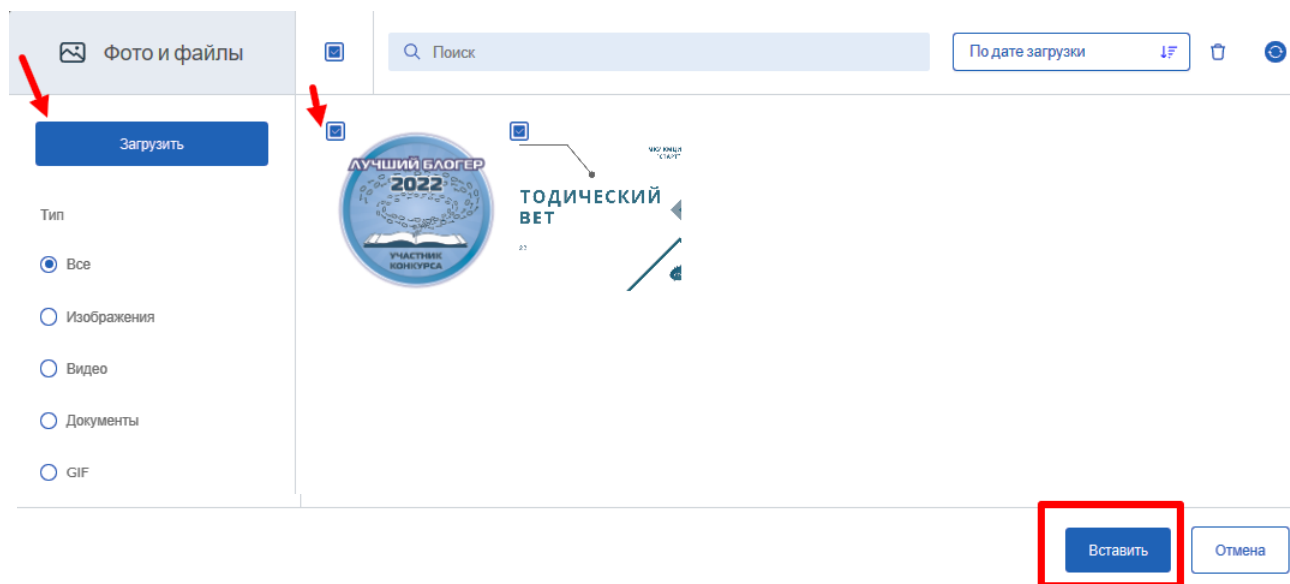 Фото и файлы
Поиск
По дате загрузки
Загрузить
Тип
Все
Изображения
Видео
Документы
GIF
ЛУЧШИЙ БЛОГЕР
2022
УЧАСТНИК
КОНКУРСА
ТОДИЧЕСКИЙ
ВЕТ
Вставить
Отмена